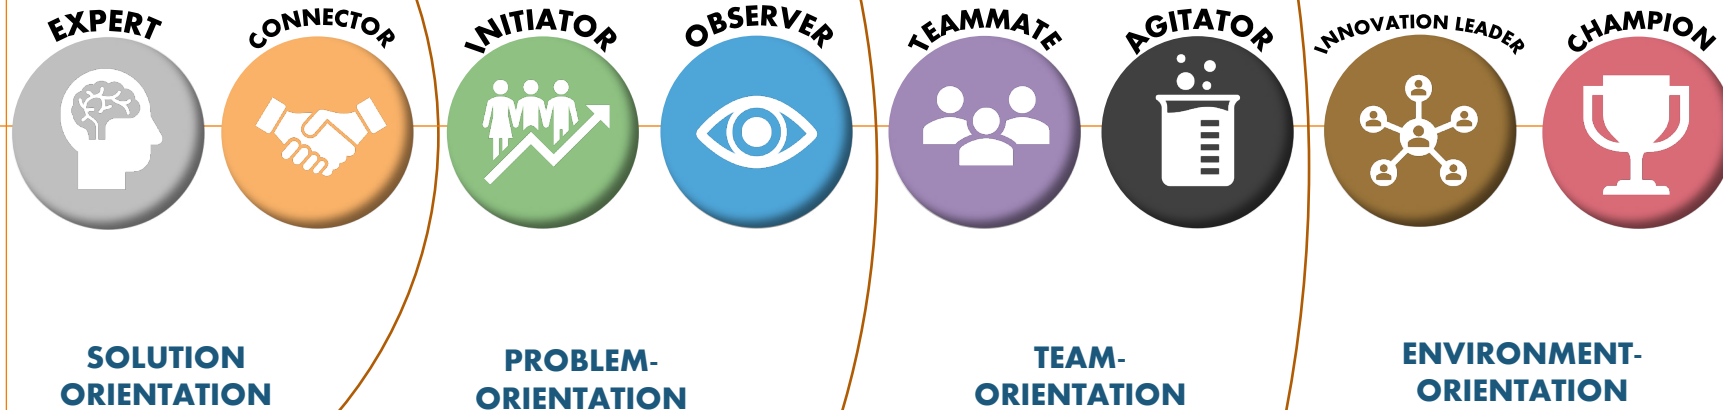 EXPERT
CONNECTOR
INITIATOR
OBSERVER
TEAMMATE
AGITATOR
INNOVATION LEADER
CHAMPION
SOLUTION
ORIENTATION
PROBLEM-
ORIENTATION
TEAM-
ORIENTATION
ENVIRONMENT-
ORIENTATION